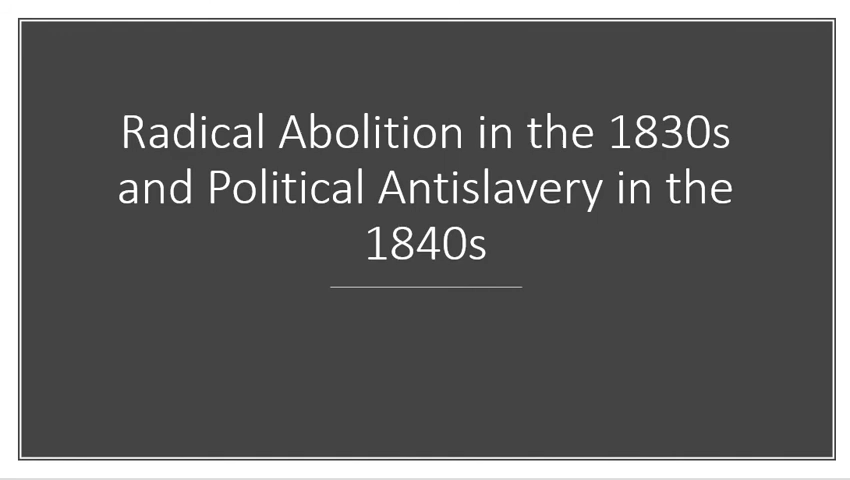 Radical Abolition in the 1830s
and Political Antislavery in the
1840s